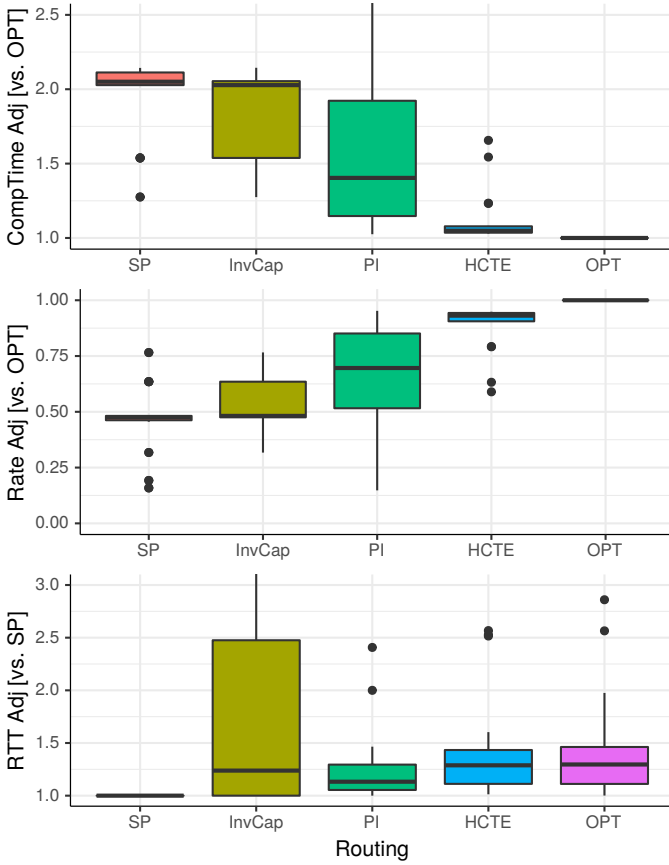 CompTime Adj [vs. OPT]
2.5
2.0
1.5
1.0
SP InvCap PI HCTE OPT
Rate Adj [vs. OPT]
1.00
0.75
0.50
0.25
0.00
SP InvCap PI HCTE OPT
RTT Adj [vs. SP]
3.0
2.5
2.0
1.5
1.0
SP InvCap PI HCTE OPT
Routing